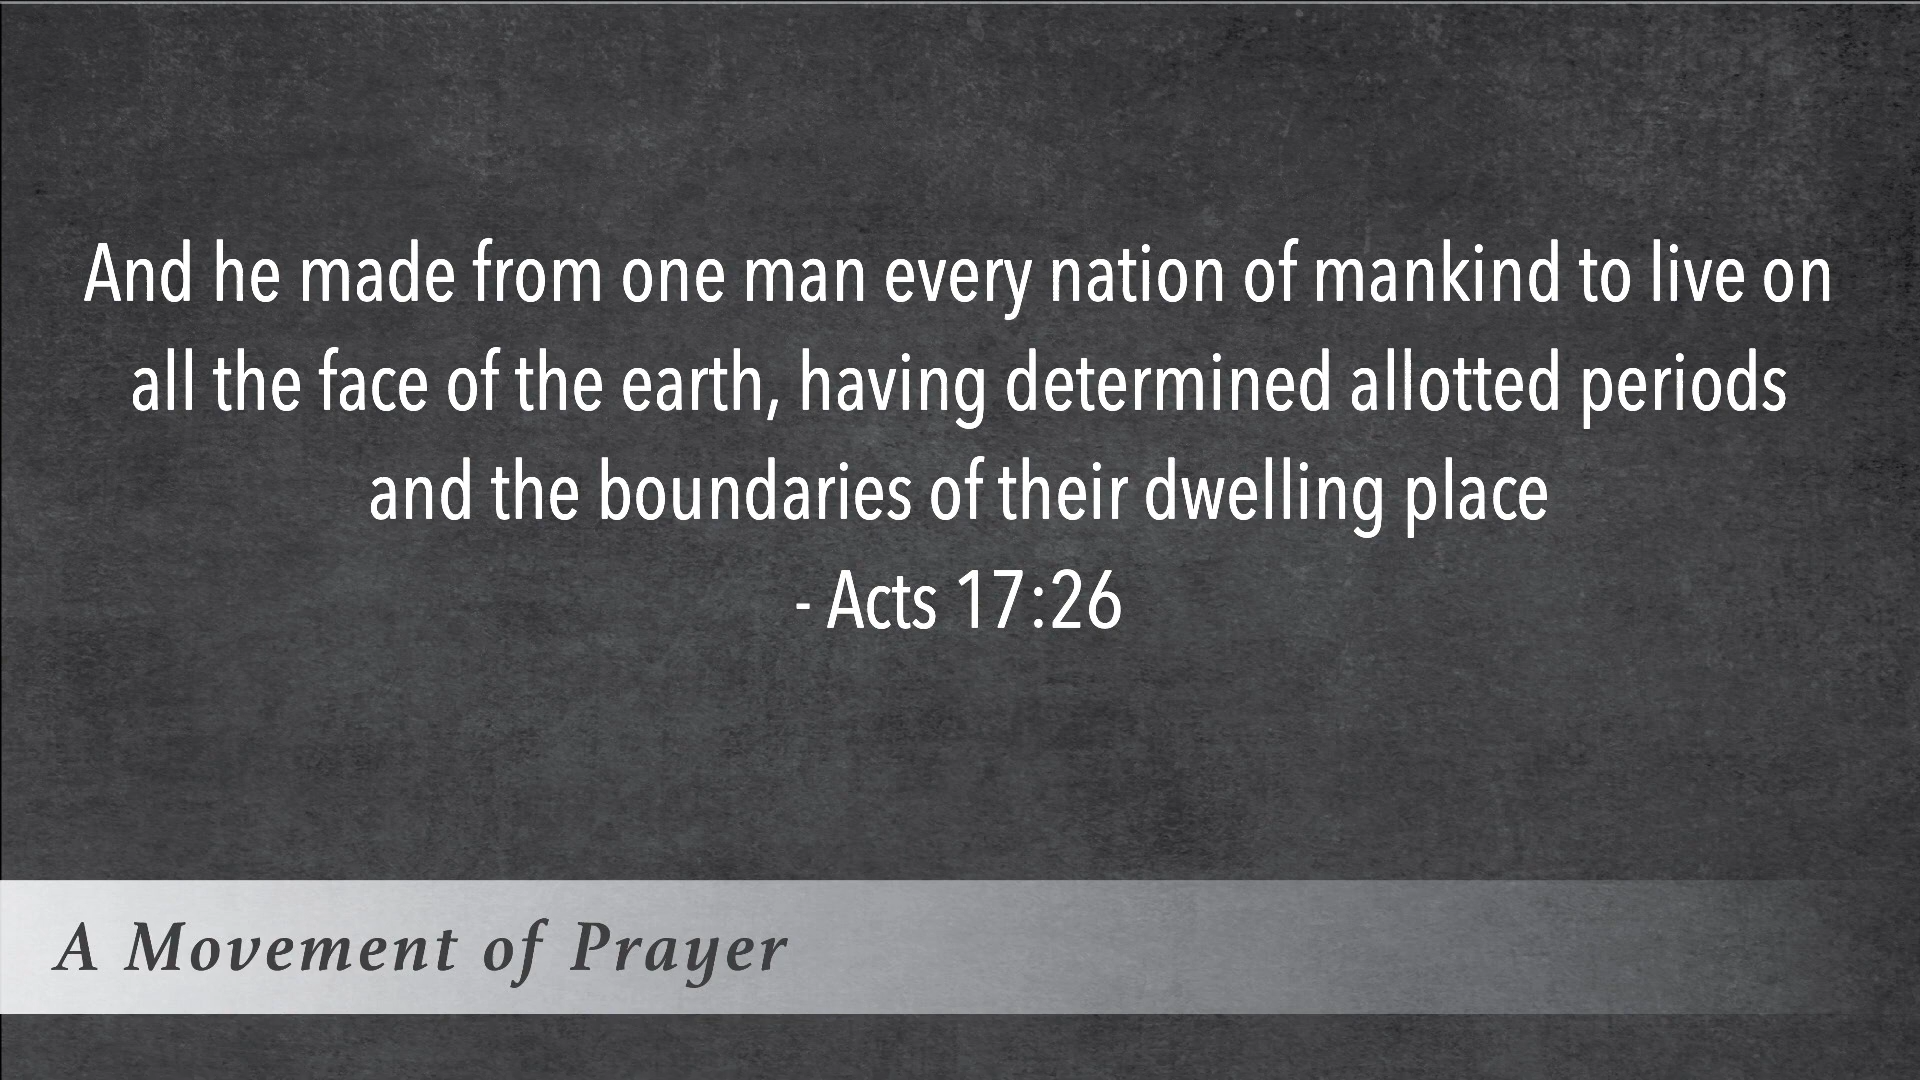 And he made from one man every nation of mankind to live on
all the face of the earth, having determined allotted periods
and the boundaries of their dwelling place
- Acts 17:26
A Movement of Prayer